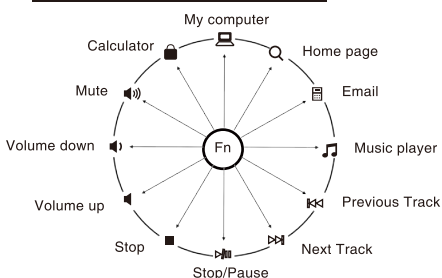 My computer
Calculator
Home page
Mute
Email
Volume down
Fn
Music player
Volume up
Previous Track
Stop
Next Track
Stop/Pause